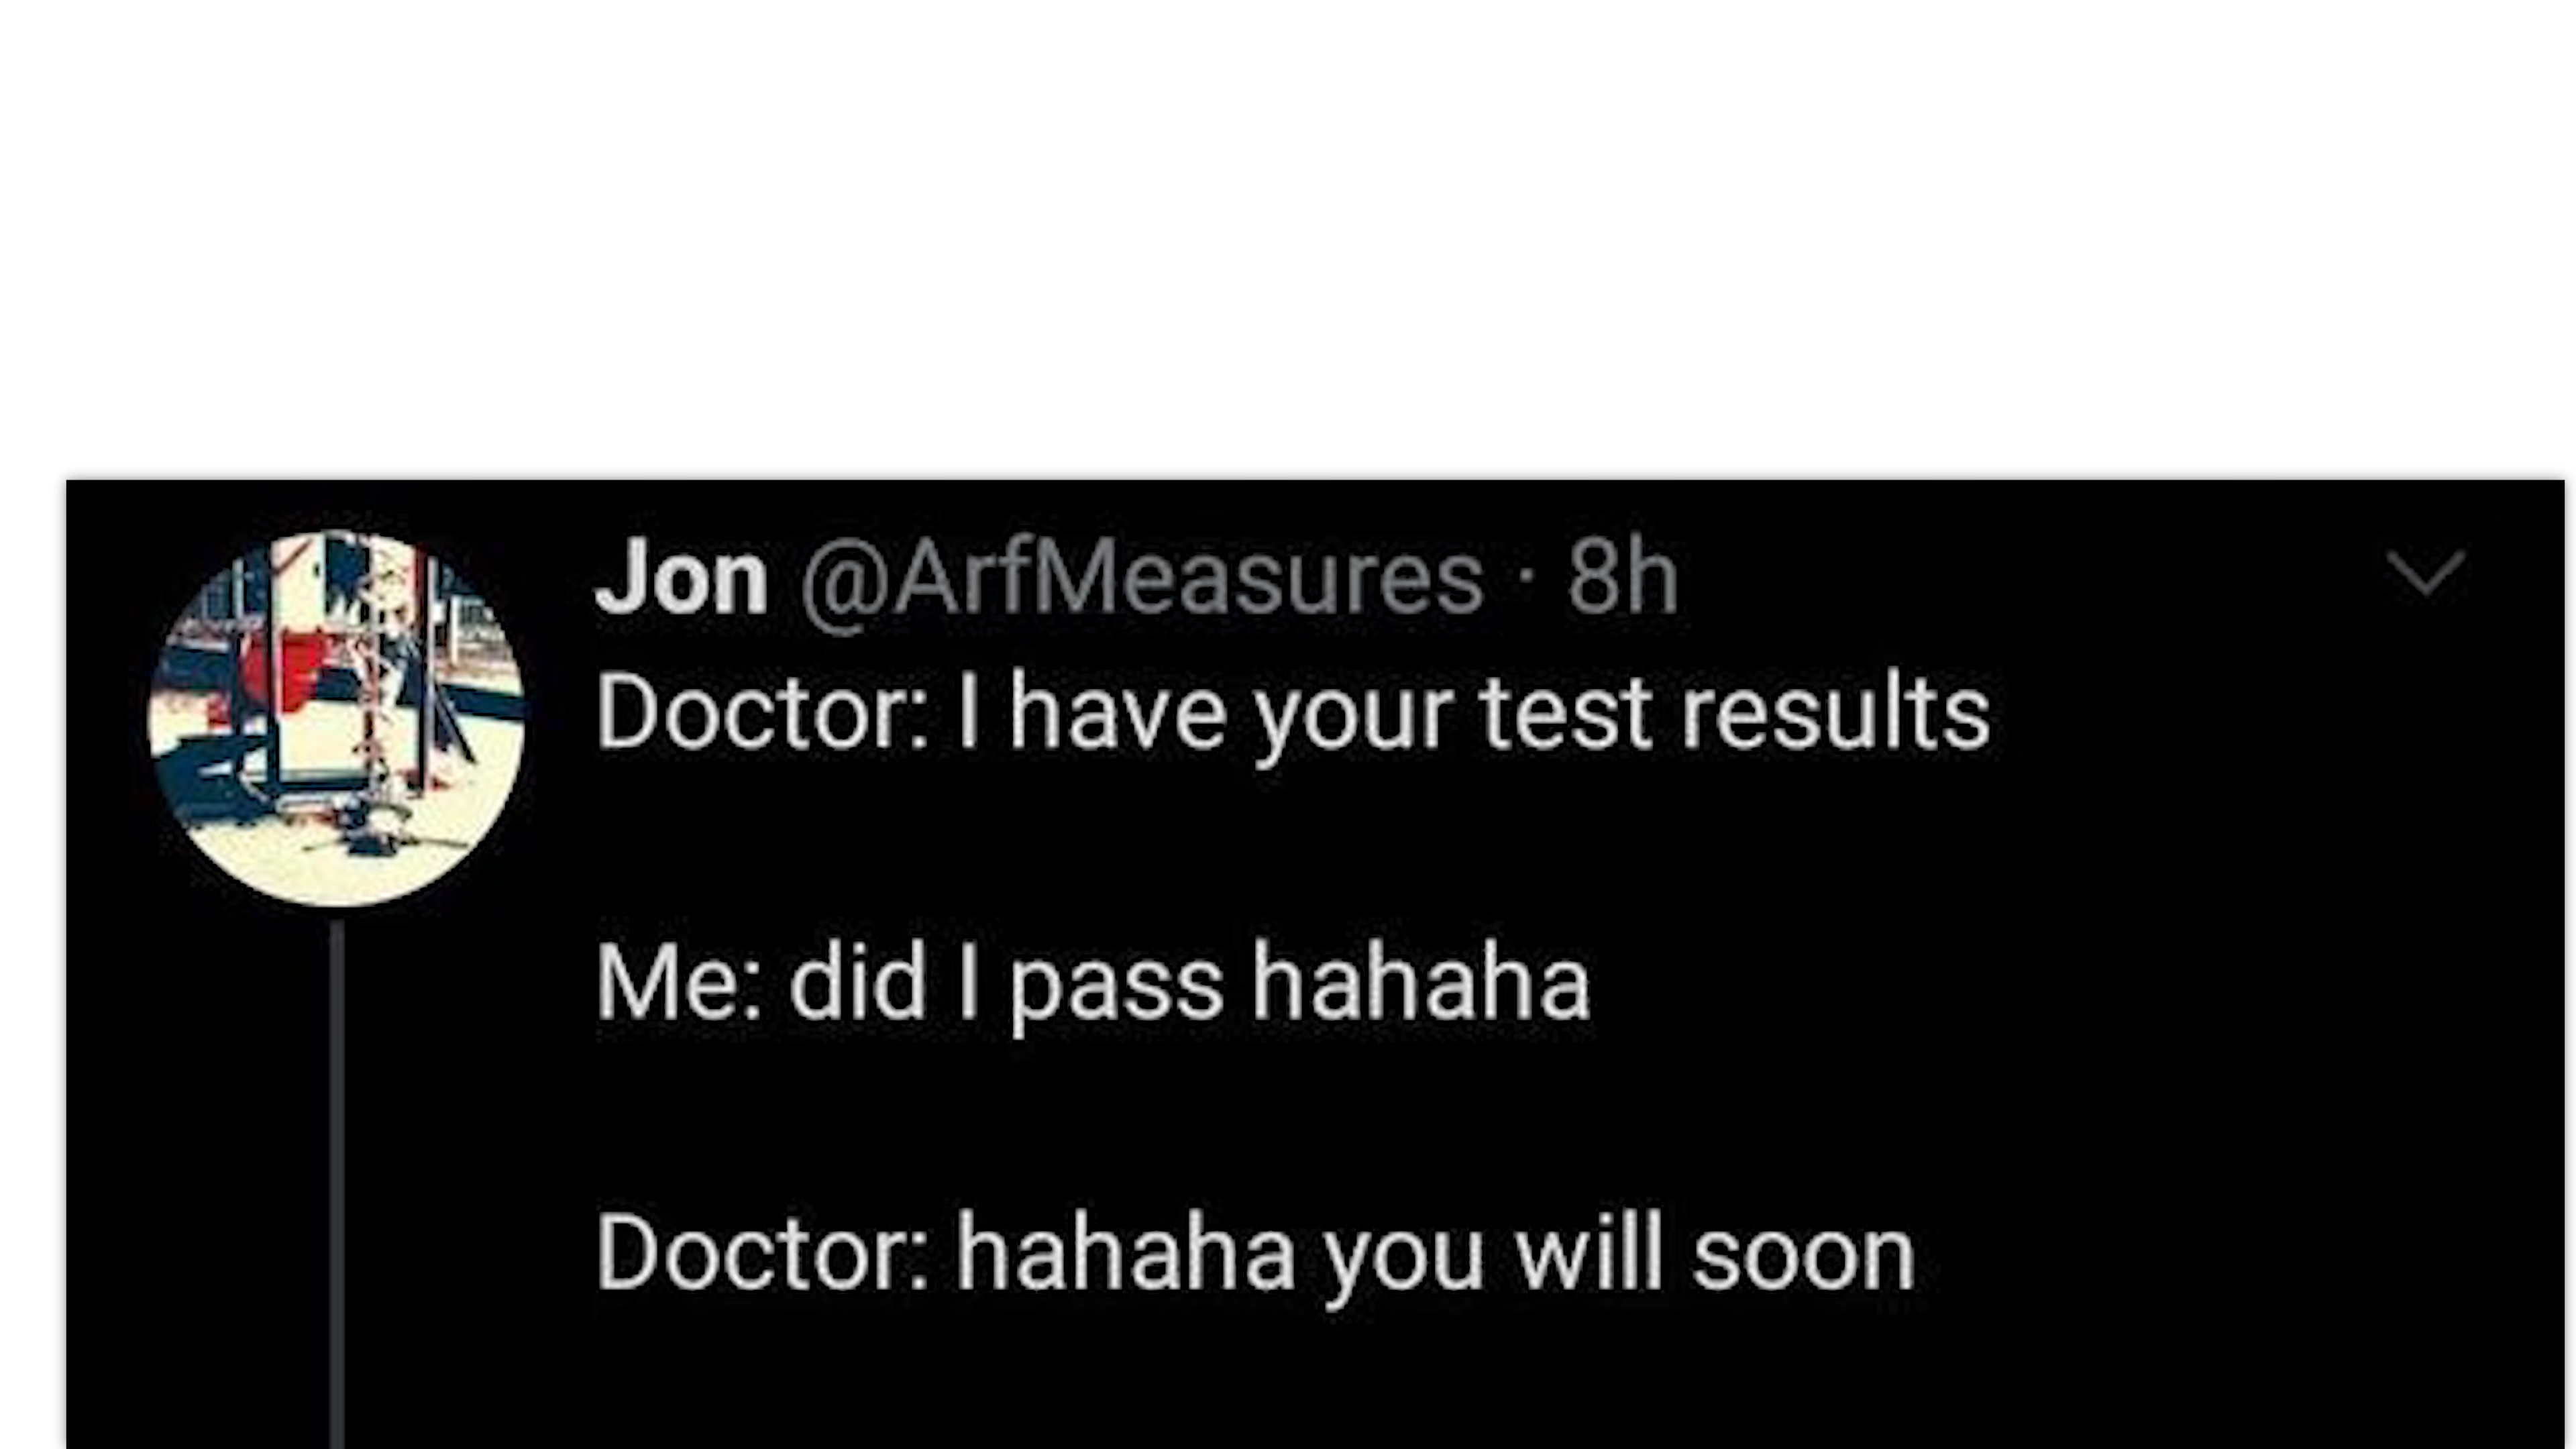 Jon @ArfMeasures · 8h
Doctor: I have your test results
Me: did I pass hahaha
Doctor: hahaha you will soon